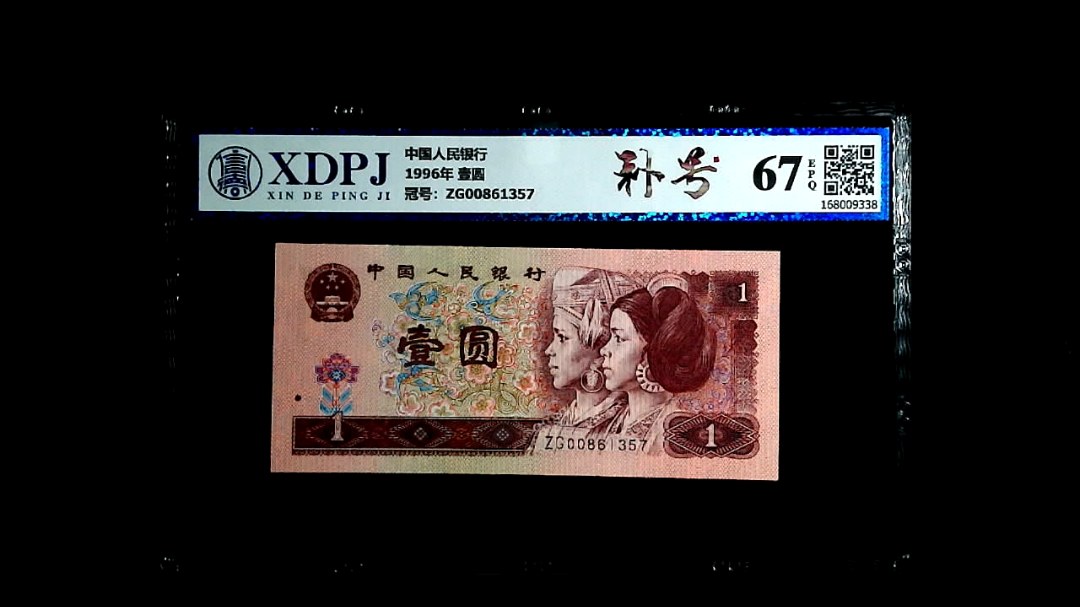 XDPJ
XIN DE PING JI
中国人民银行
1996年 壹圆
冠号：ZG00861357
补号
67
EPQ
168009338
中国人民银行
1
壹圆
1
ZG00861357
1